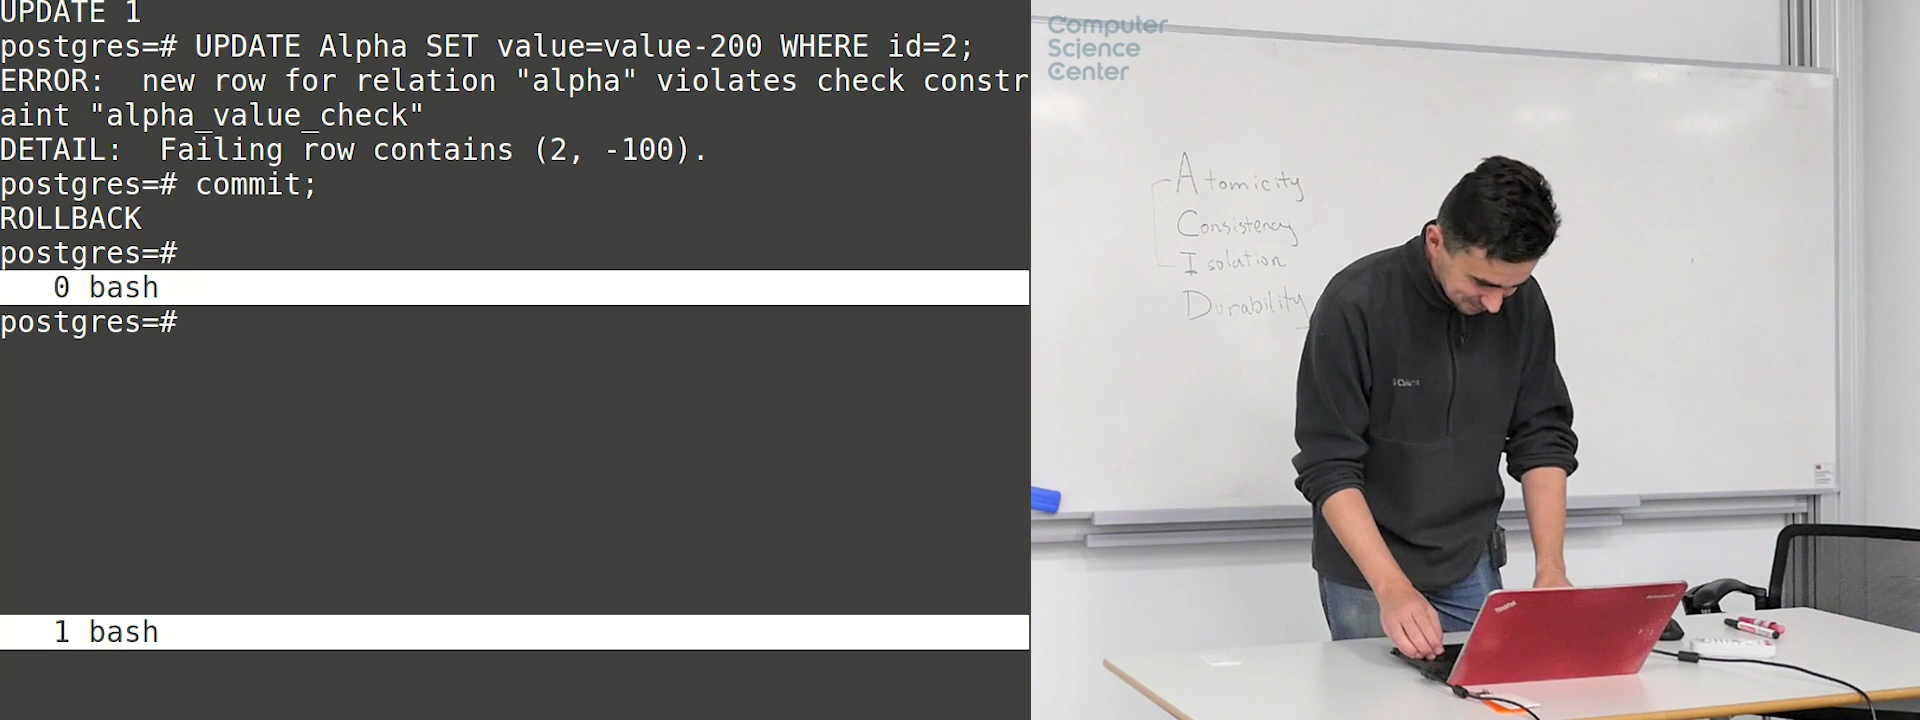 UPDATE 1
postgres=# UPDATE Alpha SET value=value-200 WHERE id=2;
ERROR:  new row for relation "alpha" violates check constr
aint "alpha_value_check"
DETAIL:  Failing row contains (2, -100).
postgres=# commit;
ROLLBACK
postgres=#
0 bash
postgres=#
1 bash
Computer
Science
Center
Atomicity
Consistency
Isolation
Durability
ThinkPad